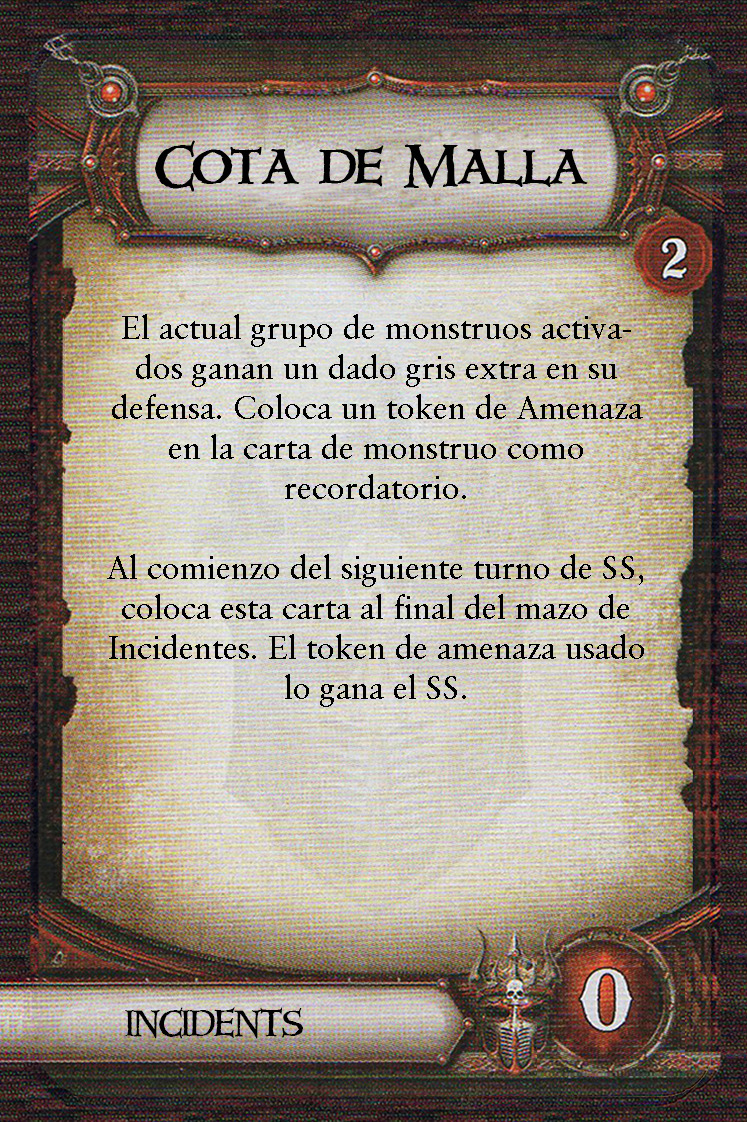 Cota de Malla
2
El actual grupo de monstruos activa-
dos ganan un dado gris extra en su
defensa. Coloca un token de Amenaza
en la carta de monstruo como
recordatorio.
Al comienzo del siguiente turno de SS,
coloca esta carta al final del mazo de
Incidentes. El token de amenaza usado
lo gana el SS.
INCIDENTS
0